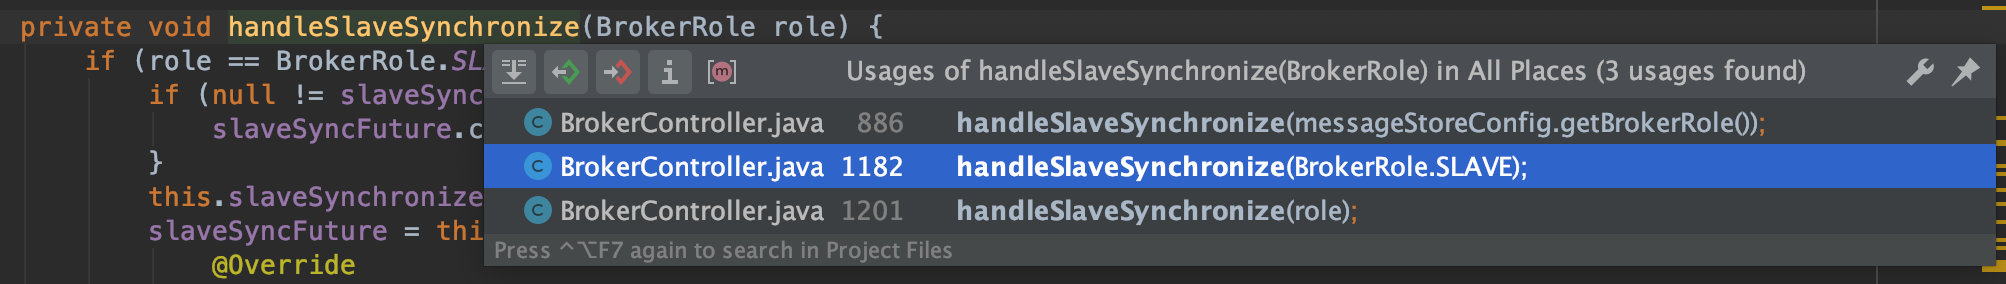 private void handleSlaveSynchronize(BrokerRole role) {
if (role == BrokerRole.SL
Usages of handleSlaveSynchronize(BrokerRole) in All Places (3 usages found)
if (null != slaveSync
BrokerController.java 886 handleSlaveSynchronize(messageStoreConfig.getBrokerRole());
slaveSyncFuture.c
}
BrokerController.java 1182 handleSlaveSynchronize(BrokerRole.SLAVE);
this.slaveSynchronize
BrokerController.java 1201 handleSlaveSynchronize(role);
slaveSyncFuture = thi
Press ^⌥F7 again to search in Project Files
@Override